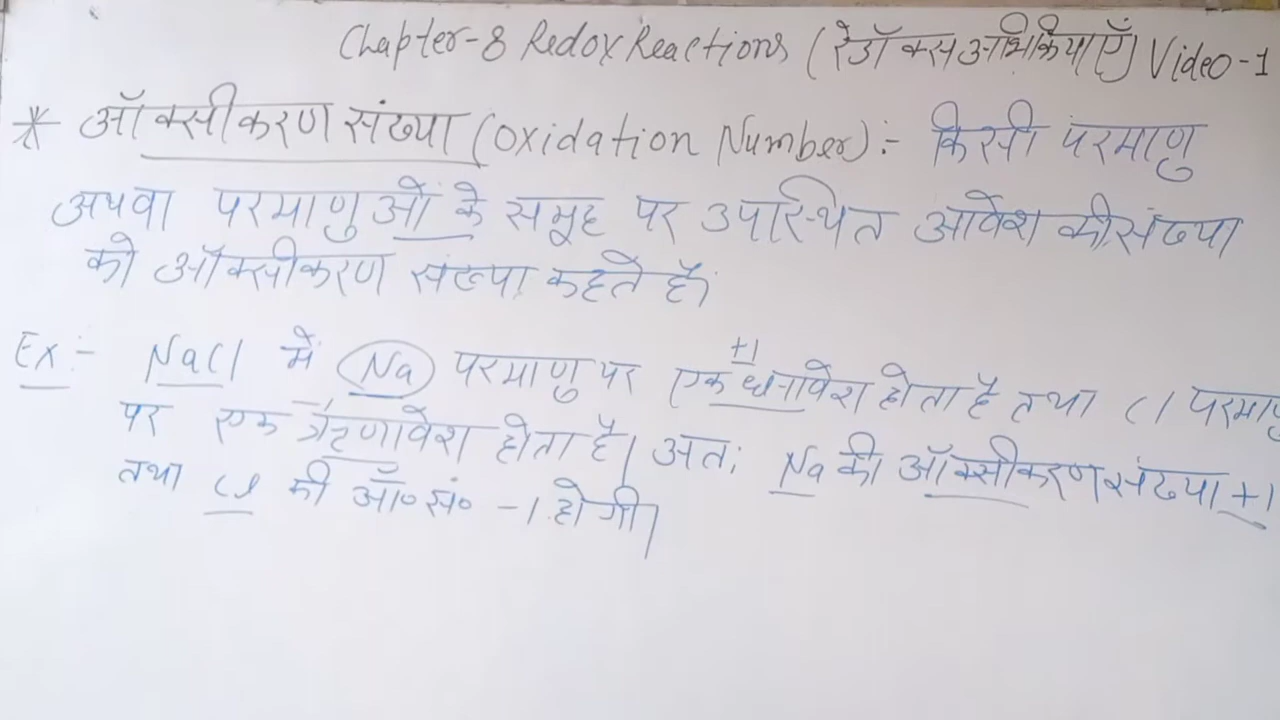 Chapter-8 Redox Reactions (रेडॉक्स अभिक्रियाएँ) Video-1
* ऑक्सीकरण संख्या (Oxidation Number):- किसी परमाणु
अथवा परमाणुओं के समूह पर उपस्थित आवेश की संख्या
को ऑक्सीकरण संख्या कहते हैं।
+1
Ex:- NaCl में Na परमाणु पर एक धनावेश होता है तथा Cl परमाणु
पर एक ऋणावेश होता है। अतः Na की ऑक्सीकरण संख्या +1
तथा Cl की ऑ० सं० -1 होगी।